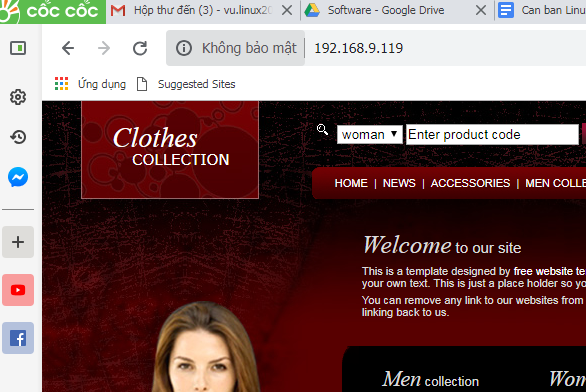 cốc cốc
Hộp thư đến (3) - vu.linux20
Software - Google Drive
Can ban Linu
Không bảo mật
192.168.9.119
Ứng dụng
Suggested Sites
Clothes
COLLECTION
woman
Enter product code
HOME | NEWS | ACCESSORIES | MEN COLLE
Welcome to our site
This is a template designed by free website te
your own text. This is just a place holder so yo
You can remove any link to our websites from
linking back to us.
Men collection
Wom